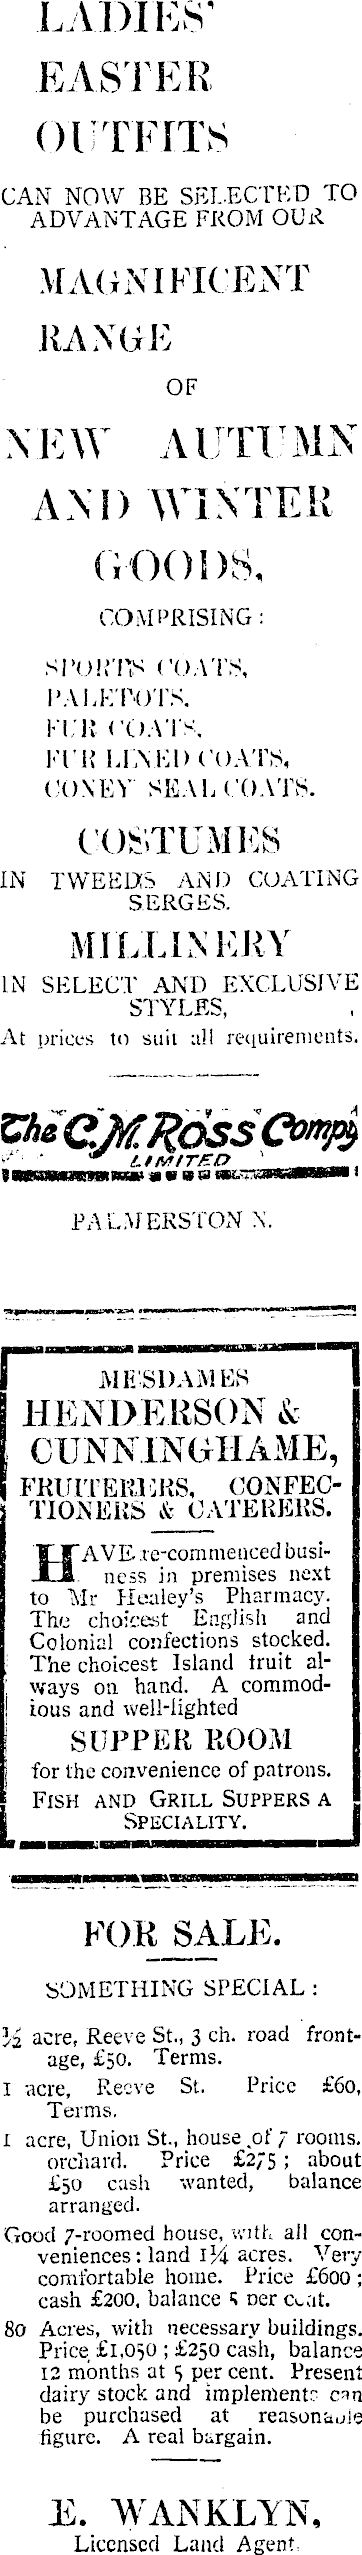 LADIES'
EASTER
OUTFITS
CAN NOW BE SELECTED TO
ADVANTAGE FROM OUR
MAGNIFICENT
RANGE
OF
NEW AUTUMN
AND WINTER
GOODS,
COMPRISING:
SPORTS COATS,
PALETOTS,
FUR COATS,
FUR LINED COATS,
CONEY SEAL COATS.
COSTUMES
IN TWEEDS AND COATING
SERGES.
MILLINERY
IN SELECT AND EXCLUSIVE
STYLES,
At prices to suit all requirements.
The C.M. Ross Compy
LIMITED
PALMERSTON N.
MESDAMES
HENDERSON &
CUNNINGHAME,
FRUITERERS, CONFEC-
TIONERS & CATERERS.
HAVE re-commenced busi-
ness in premises next
to Mr Healey's Pharmacy.
The choicest English and
Colonial confections stocked.
The choicest Island fruit al-
ways on hand. A commod-
ious and well-lighted
SUPPER ROOM
for the convenience of patrons.
FISH AND GRILL SUPPERS A
SPECIALITY.
FOR SALE.
SOMETHING SPECIAL:
½ acre, Reeve St., 3 ch. road front-
age, £50. Terms.
1 acre, Reeve St. Price £60,
Terms.
1 acre, Union St., house of 7 rooms.
orchard. Price £275; about
£50 cash wanted, balance
arranged.
Good 7-roomed house, with all con-
veniences: land 1¼ acres. Very
comfortable home. Price £600;
cash £200, balance 5 per cent.
80 Acres, with necessary buildings.
Price £1,050; £250 cash, balance
12 months at 5 per cent. Present
dairy stock and implements can
be purchased at reasonable
figure. A real bargain.
E. WANKLYN,
Licensed Land Agent.